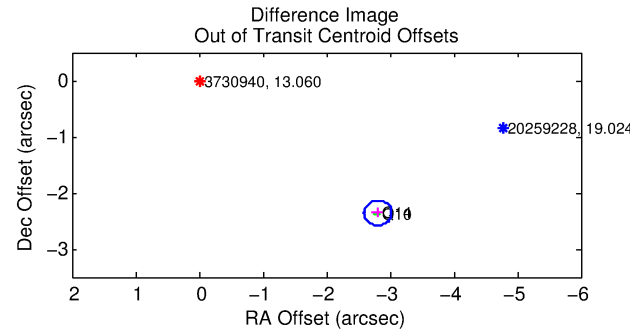 Difference Image
Out of Transit Centroid Offsets
Dec Offset (arcsec)
0
−1
−2
−3
3730940, 13.060
20259228, 19.024
2 1 0 −1 −2 −3 −4 −5 −6
RA Offset (arcsec)